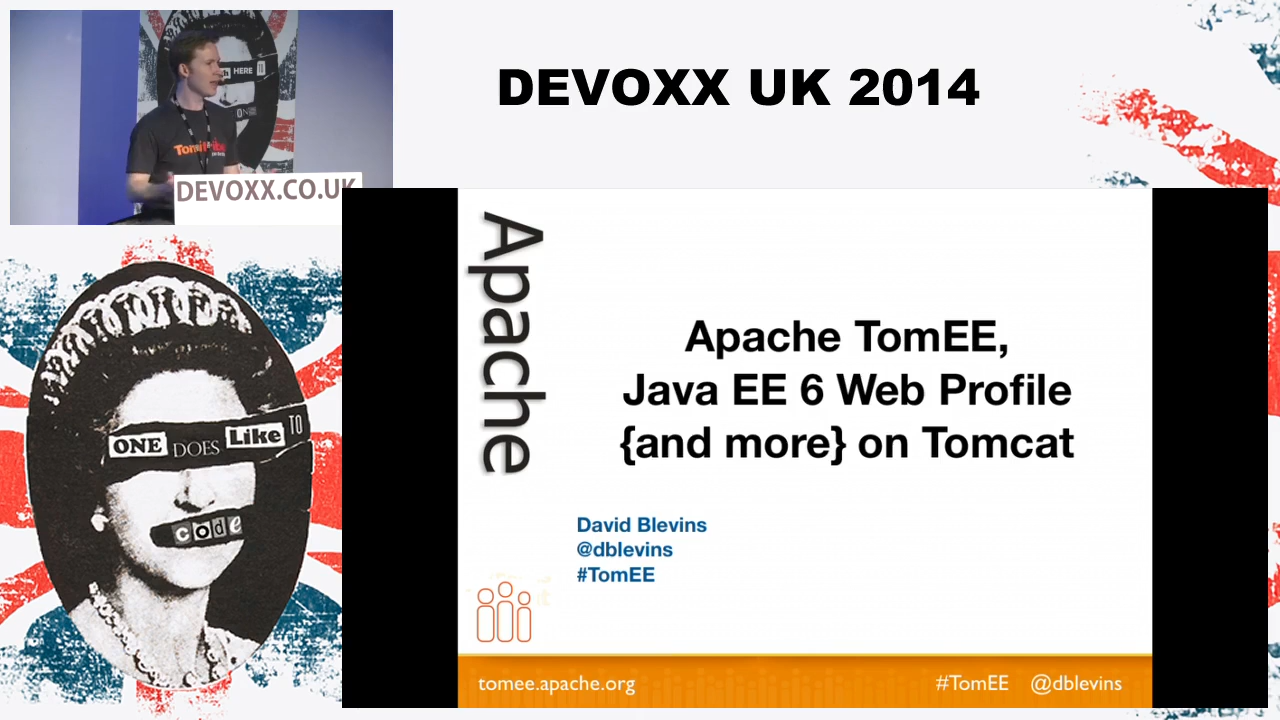 HERE
DEVOXX.CO.UK
DEVOXX UK 2014
ONE DOES Like TO
code
Apache
Apache TomEE,
Java EE 6 Web Profile
{and more} on Tomcat
David Blevins
@dblevins
#TomEE
tomee.apache.org
#TomEE @dblevins